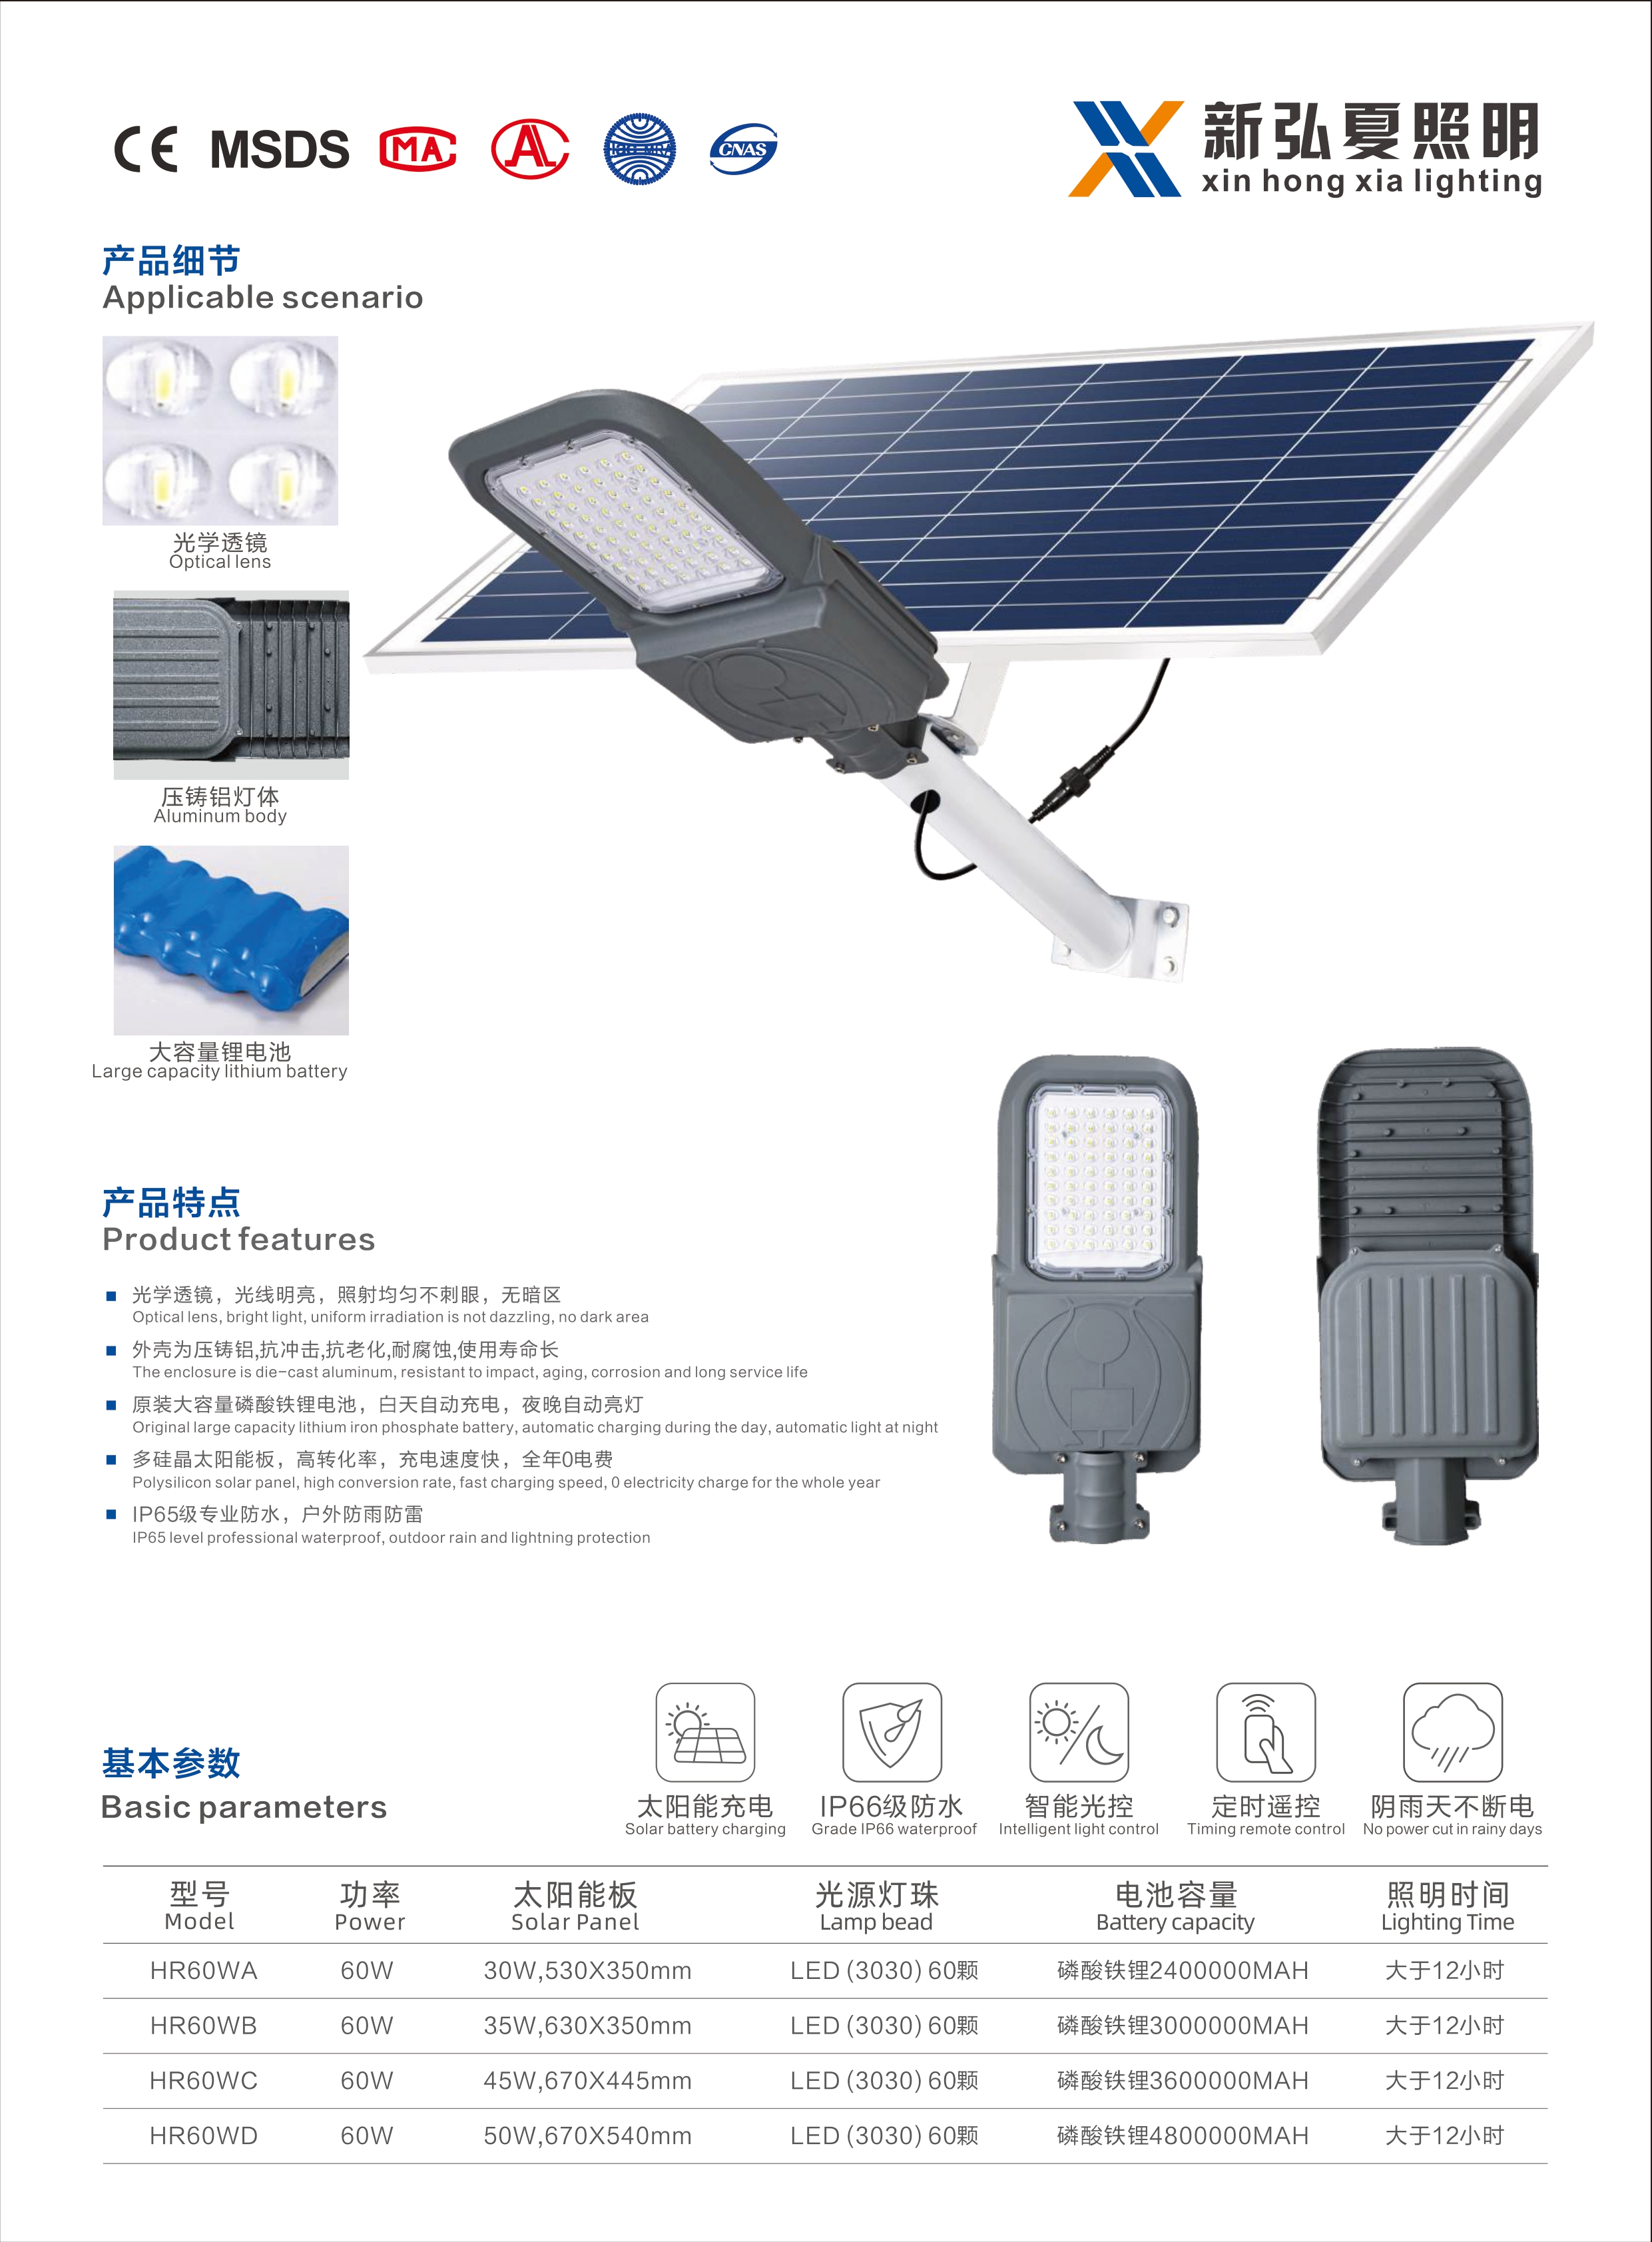 CE MSDS MA AL ilac-MRA CNAS
新弘夏照明
xin hong xia lighting
产品细节
Applicable scenario
光学透镜
Optical lens
压铸铝灯体
Aluminum body
大容量锂电池
Large capacity lithium battery
产品特点
Product features
光学透镜，光线明亮，照射均匀不刺眼，无暗区
Optical lens, bright light, uniform irradiation is not dazzling, no dark area
外壳为压铸铝,抗冲击,抗老化,耐腐蚀,使用寿命长
The enclosure is die-cast aluminum, resistant to impact, aging, corrosion and long service life
原装大容量磷酸铁锂电池，白天自动充电，夜晚自动亮灯
Original large capacity lithium iron phosphate battery, automatic charging during the day, automatic light at night
多硅晶太阳能板，高转化率，充电速度快，全年0电费
Polysilicon solar panel, high conversion rate, fast charging speed, 0 electricity charge for the whole year
IP65级专业防水，户外防雨防雷
IP65 level professional waterproof, outdoor rain and lightning protection
太阳能充电 IP66级防水 智能光控 定时遥控 阴雨天不断电
Solar battery charging Grade IP66 waterproof Intelligent light control Timing remote control No power cut in rainy days
基本参数
Basic parameters
型号 功率 太阳能板 光源灯珠 电池容量 照明时间
Model Power Solar Panel Lamp bead Battery capacity Lighting Time
HR60WA 60W 30W,530X350mm LED (3030) 60颗 磷酸铁锂2400000MAH 大于12小时
HR60WB 60W 35W,630X350mm LED (3030) 60颗 磷酸铁锂3000000MAH 大于12小时
HR60WC 60W 45W,670X445mm LED (3030) 60颗 磷酸铁锂3600000MAH 大于12小时
HR60WD 60W 50W,670X540mm LED (3030) 60颗 磷酸铁锂4800000MAH 大于12小时